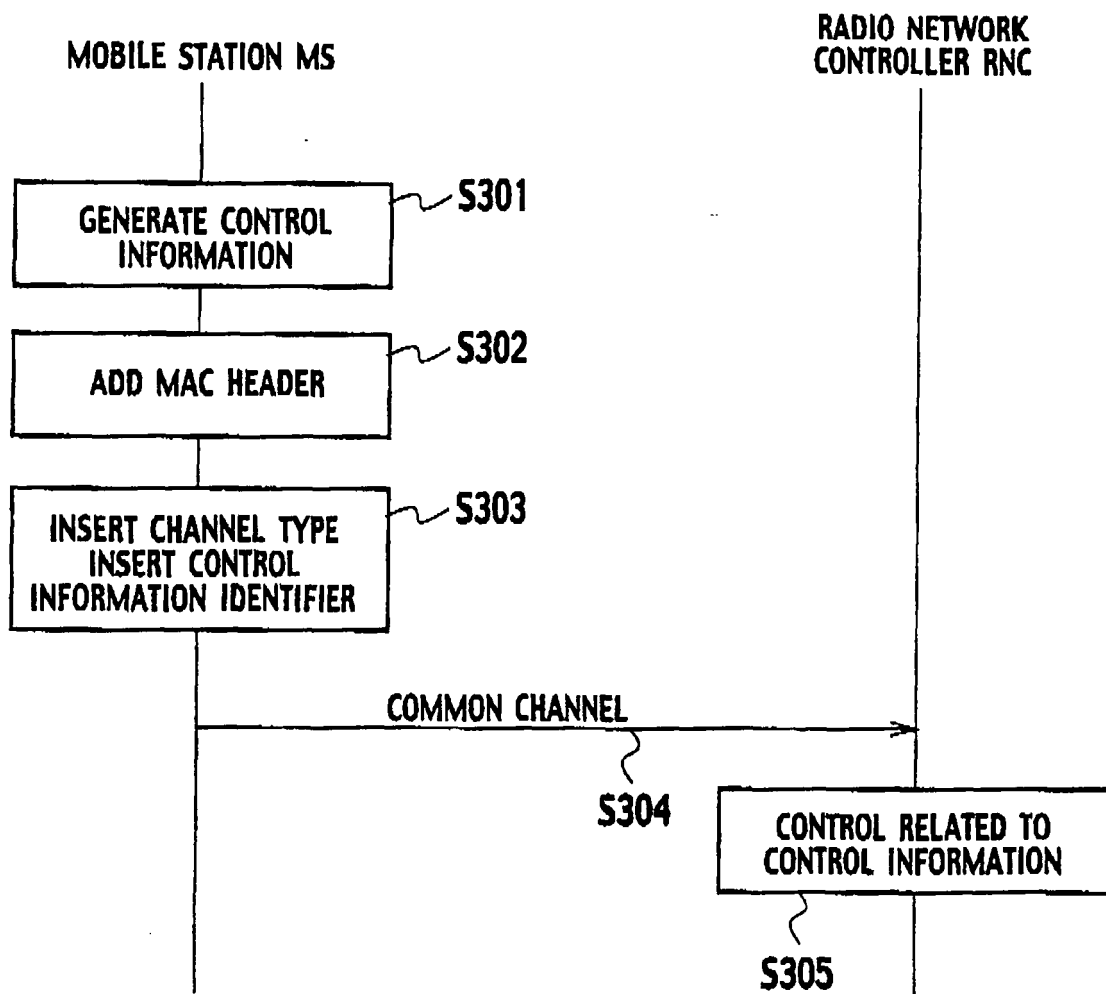 MOBILE STATION MS
RADIO NETWORK
CONTROLLER RNC
GENERATE CONTROL
INFORMATION
S301
ADD MAC HEADER
S302
INSERT CHANNEL TYPE
INSERT CONTROL
INFORMATION IDENTIFIER
S303
COMMON CHANNEL
S304
CONTROL RELATED TO
CONTROL INFORMATION
S305